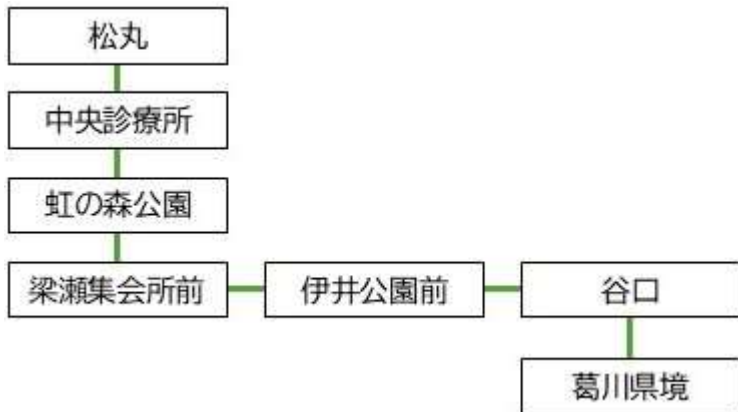 松丸
中央診療所
虹の森公園
梁瀬集会所前
伊井公園前
谷口
葛川県境